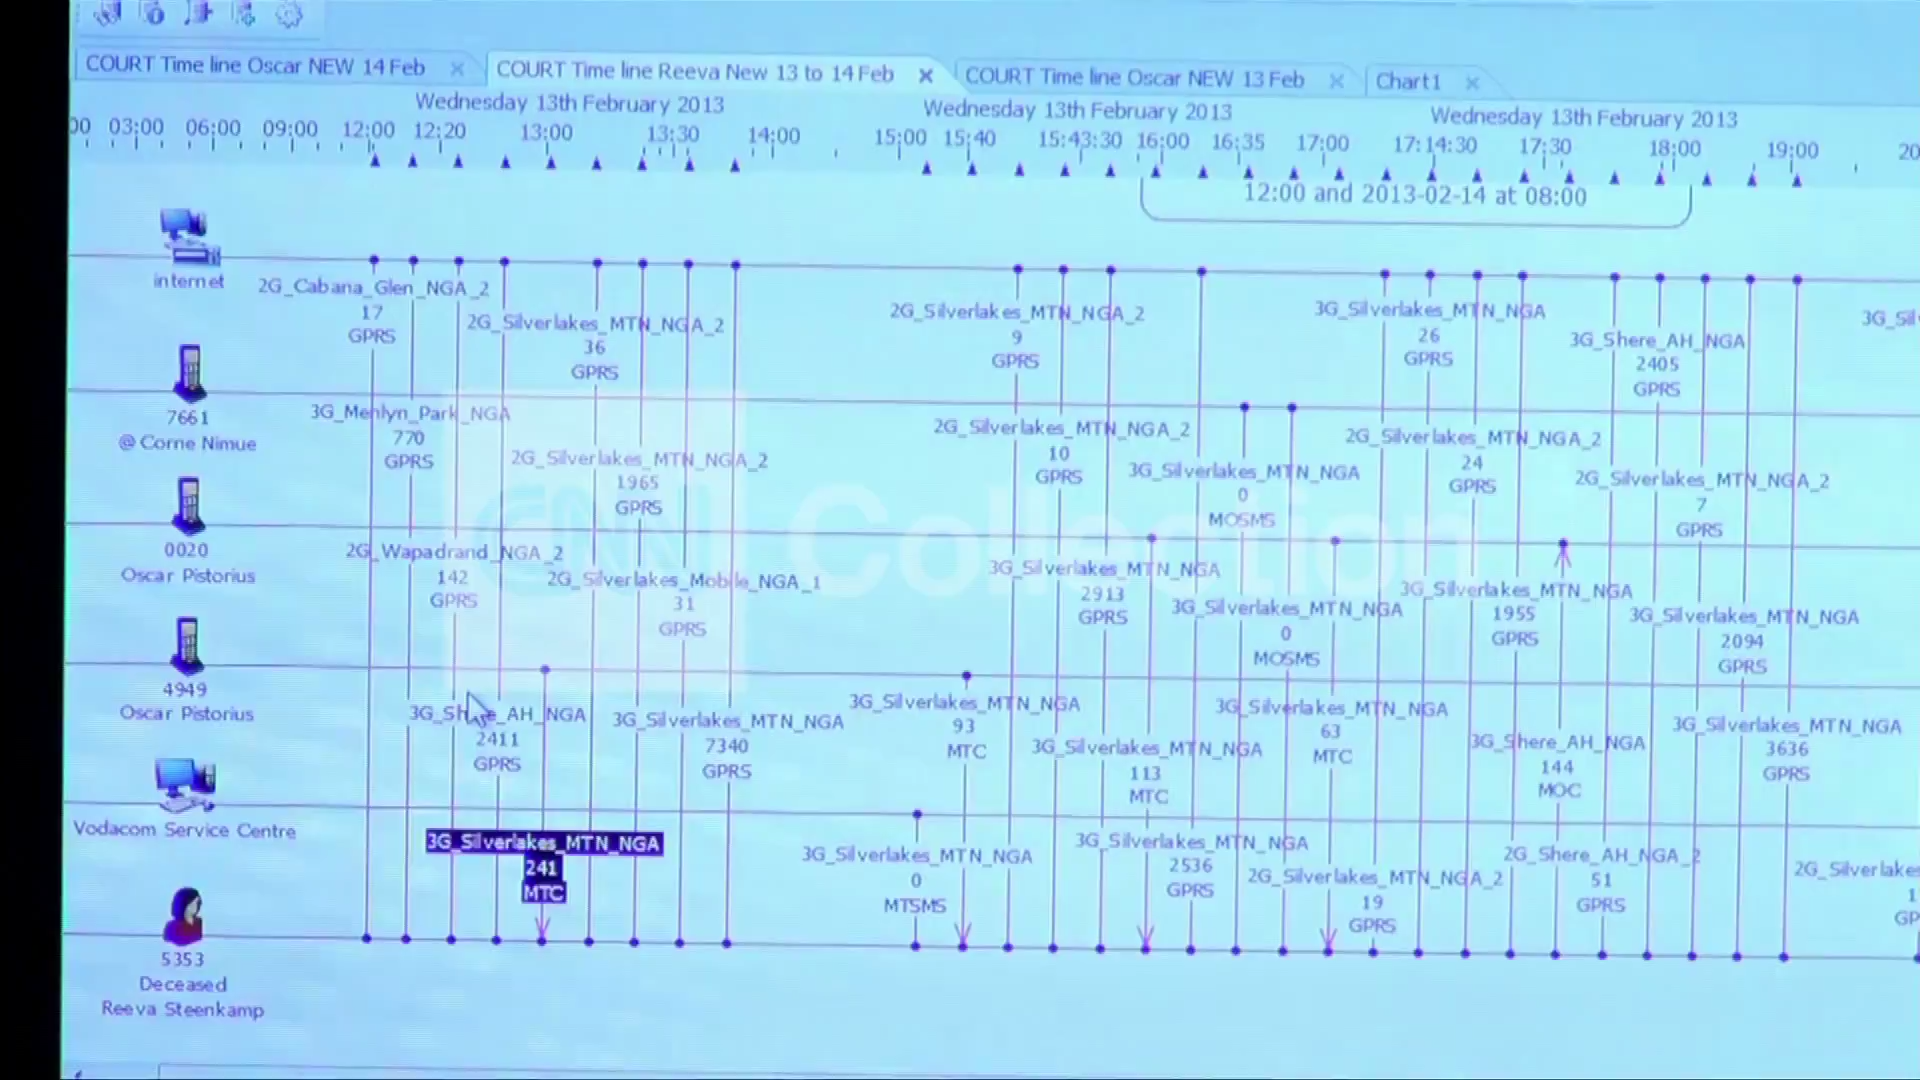 COURT Time line Oscar NEW 14 Feb
COURT Time line Reeva New 13 to 14 Feb
COURT Time line Oscar NEW 13 Feb
Chart1
Wednesday 13th February 2013
Wednesday 13th February 2013
Wednesday 13th February 2013
00 03:00 06:00 09:00 12:00 12:20 13:00 13:30 14:00 15:00 15:40 15:43:30 16:00 16:35 17:00 17:14:30 17:30 18:00 19:00 20
12:00 and 2013-02-14 at 08:00
internet
2G_Cabana_Glen_NGA_2
17
GPRS
2G_Silverlakes_MTN_NGA_2
36
GPRS
2G_Silverlakes_MTN_NGA_2
9
GPRS
3G_Silverlakes_MTN_NGA
26
GPRS
3G_Shere_AH_NGA
2405
GPRS
3G_Sil
7661
@ Corne Nimue
3G_Menlyn_Park_NGA
770
GPRS
2G_Silverlakes_MTN_NGA_2
1965
GPRS
2G_Silverlakes_MTN_NGA_2
10
GPRS
3G_Silverlakes_MTN_NGA
0
MOSMS
2G_Silverlakes_MTN_NGA_2
24
GPRS
2G_Silverlakes_MTN_NGA_2
7
GPRS
CNN Collection
0020
Oscar Pistorius
2G_Wapadrand_NGA_2
142
GPRS
2G_Silverlakes_Mobile_NGA_1
31
GPRS
3G_Silverlakes_MTN_NGA
2913
GPRS
3G_Silverlakes_MTN_NGA
0
MOSMS
3G_Silverlakes_MTN_NGA
1955
GPRS
3G_Silverlakes_MTN_NGA
2094
GPRS
4949
Oscar Pistorius
3G_Shere_AH_NGA
2411
GPRS
3G_Silverlakes_MTN_NGA
7340
GPRS
3G_Silverlakes_MTN_NGA
93
MTC
3G_Silverlakes_MTN_NGA
113
MTC
3G_Silverlakes_MTN_NGA
63
MTC
3G_Shere_AH_NGA
144
MOC
3G_Silverlakes_MTN_NGA
3636
GPRS
Vodacom Service Centre
3G_Silverlakes_MTN_NGA
241
MTC
3G_Silverlakes_MTN_NGA
0
MTSMS
3G_Silverlakes_MTN_NGA
2536
GPRS
2G_Silverlakes_MTN_NGA_2
19
GPRS
2G_Shere_AH_NGA_2
51
GPRS
2G_Silverlakes
1
GP
5353
Deceased
Reeva Steenkamp